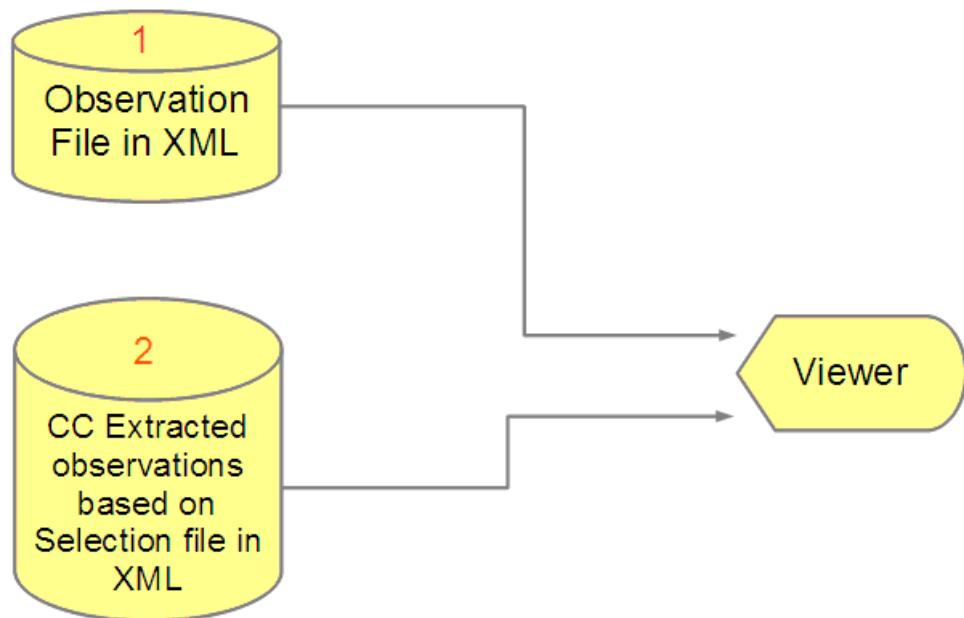 1
Observation
File in XML
2
CC Extracted
observations
based on
Selection file in
XML
Viewer